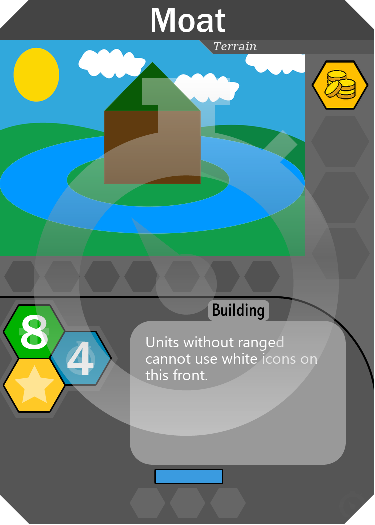 Moat
Terrain
8
4
Building
Units without ranged
cannot use white icons on
this front.